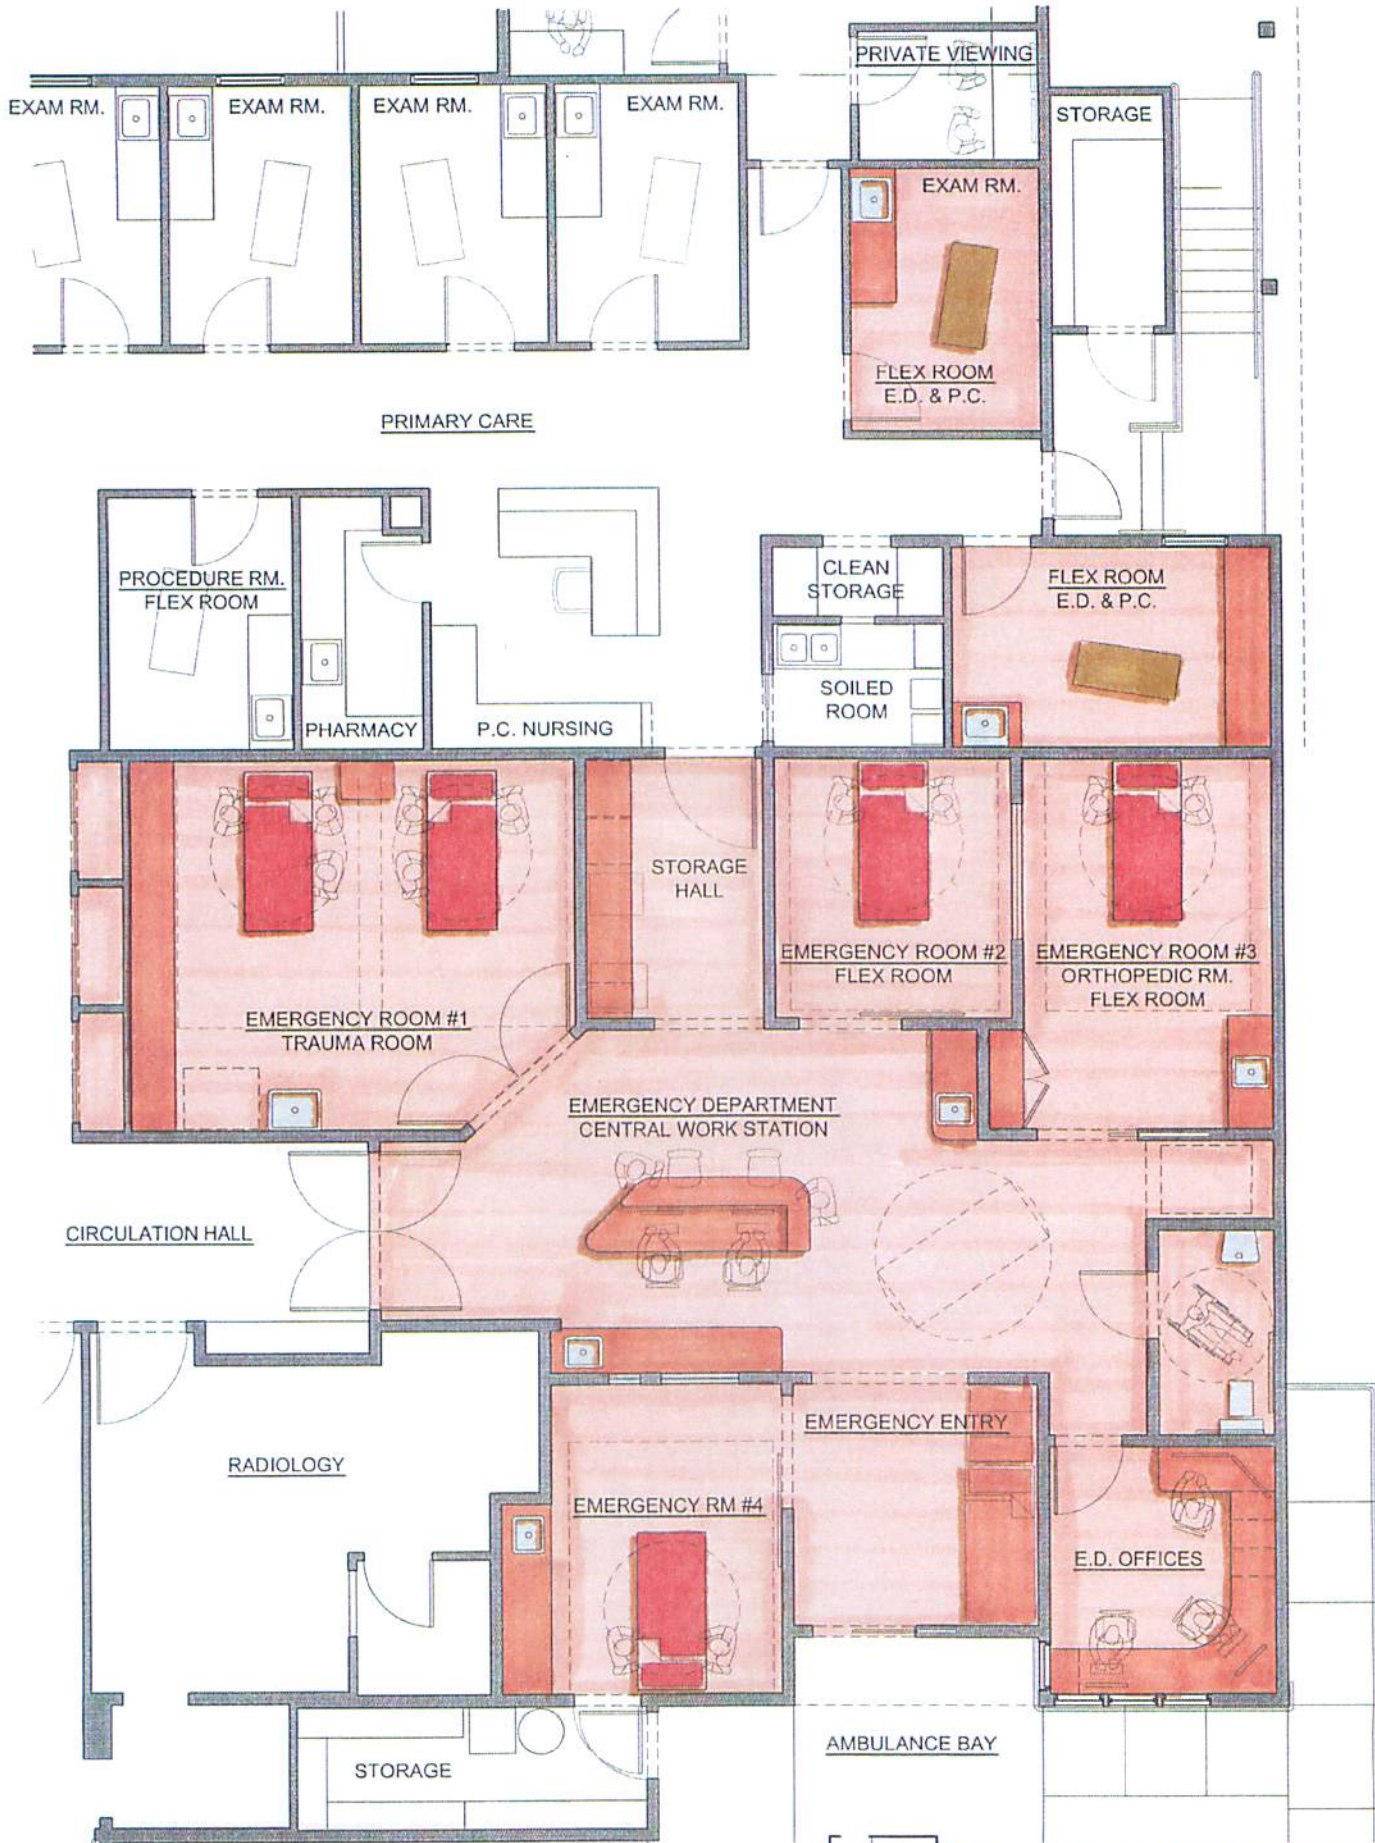 PRIVATE VIEWING
EXAM RM.
EXAM RM.
EXAM RM.
EXAM RM.
STORAGE
EXAM RM.
FLEX ROOM
E.D. & P.C.
PRIMARY CARE
PROCEDURE RM.
FLEX ROOM
PHARMACY
P.C. NURSING
CLEAN
STORAGE
SOILED
ROOM
FLEX ROOM
E.D. & P.C.
STORAGE
HALL
EMERGENCY ROOM #2
FLEX ROOM
EMERGENCY ROOM #3
ORTHOPEDIC RM.
FLEX ROOM
EMERGENCY ROOM #1
TRAUMA ROOM
EMERGENCY DEPARTMENT
CENTRAL WORK STATION
CIRCULATION HALL
EMERGENCY ENTRY
RADIOLOGY
EMERGENCY RM #4
E.D. OFFICES
AMBULANCE BAY
STORAGE